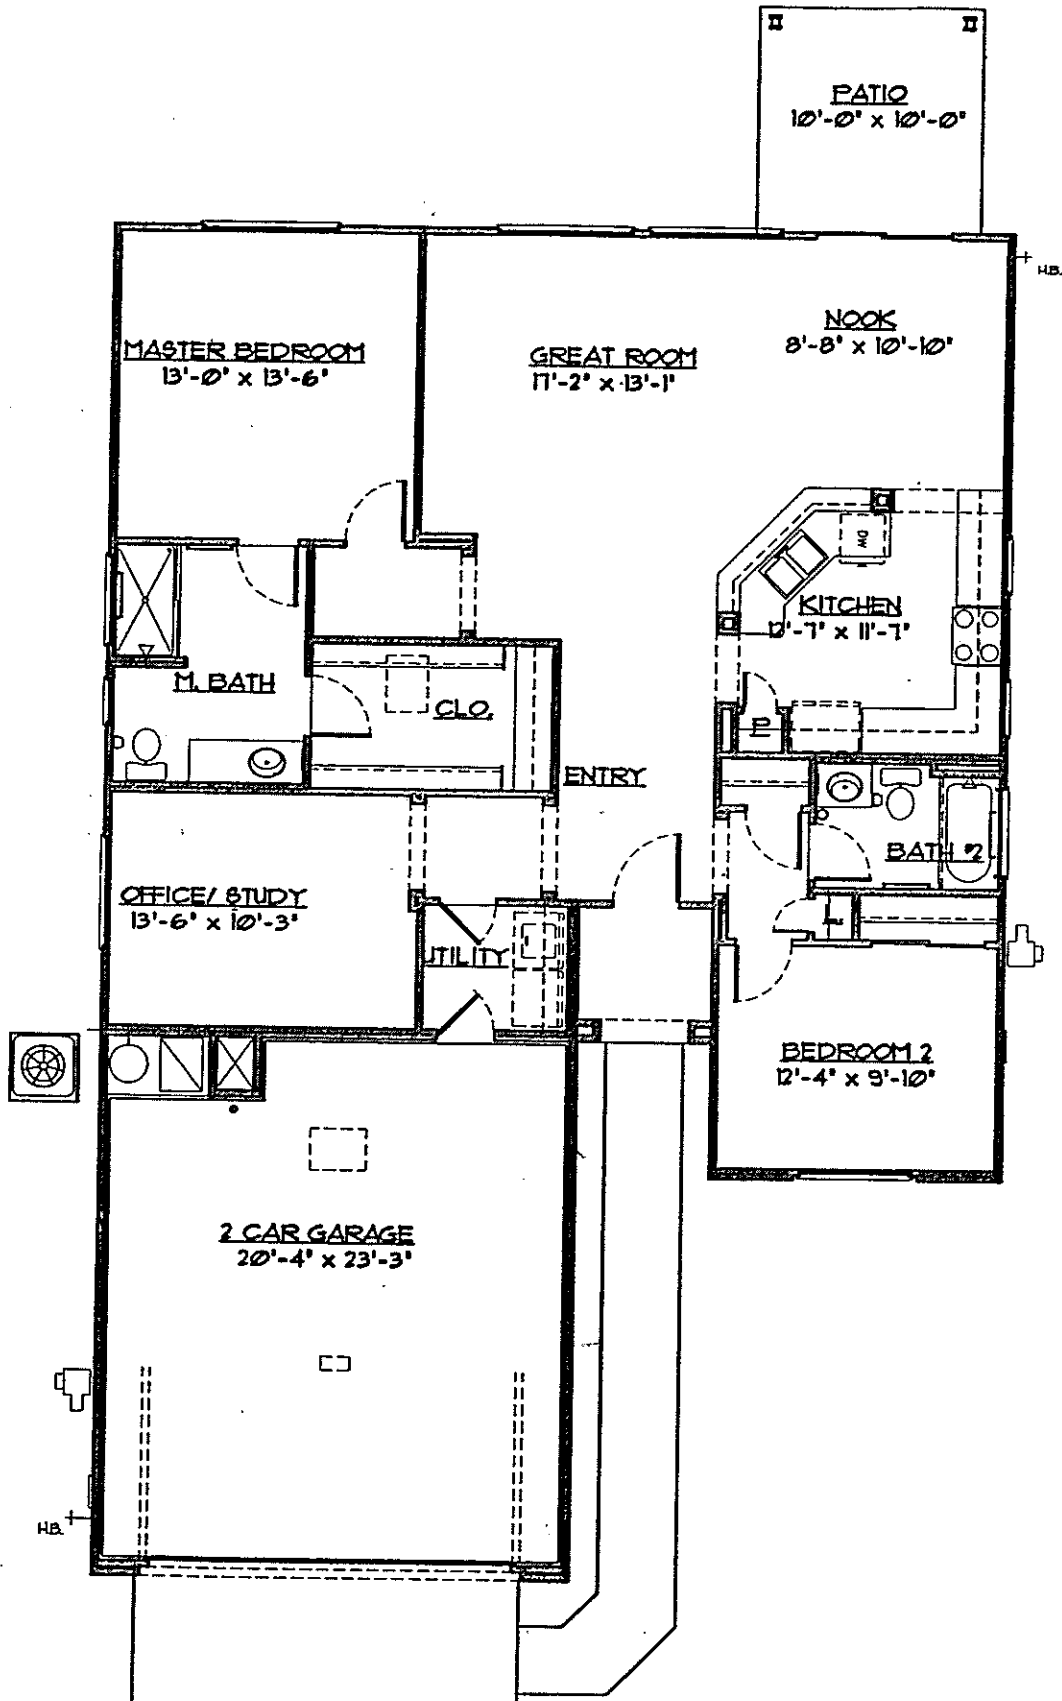 PATIO
10'-0" x 10'-0"
H.B.
NOOK
8'-8" x 10'-10"
MASTER BEDROOM
13'-0" x 13'-6"
GREAT ROOM
17'-2" x 13'-1"
DW
KITCHEN
12'-7" x 11'-7"
M. BATH
CLO.
P
ENTRY
BATH #2
OFFICE/ STUDY
13'-6" x 10'-3"
UTILITY
L
BEDROOM 2
12'-4" x 9'-10"
2 CAR GARAGE
20'-4" x 23'-3"
H.B.